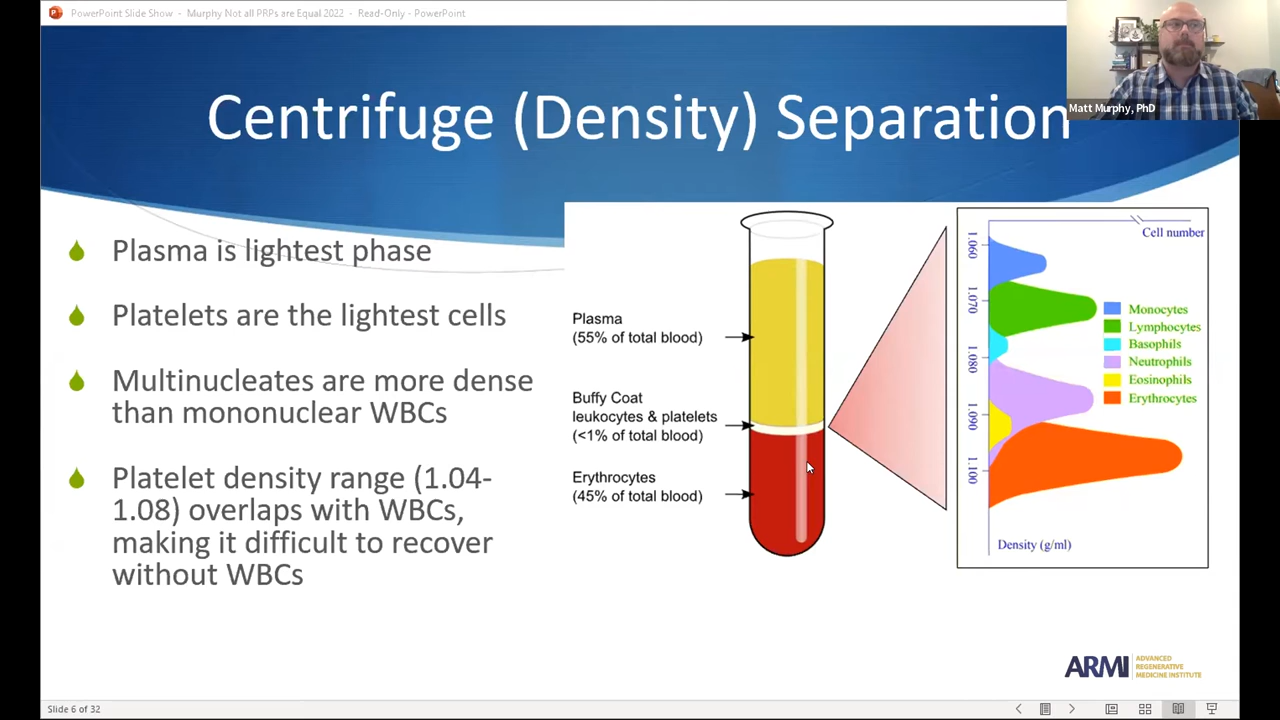 PowerPoint Slide Show - Murphy Not all PRPs are Equal 2022 - Read-Only - PowerPoint
Matt Murphy, PhD
Centrifuge (Density) Separation
Plasma is lightest phase
Platelets are the lightest cells
Multinucleates are more dense
than mononuclear WBCs
Platelet density range (1.04-
1.08) overlaps with WBCs,
making it difficult to recover
without WBCs
Plasma
(55% of total blood)
Buffy Coat
leukocytes & platelets
(<1% of total blood)
Erythrocytes
(45% of total blood)
Cell number
1.060
1.070
1.080
1.090
1.100
Monocytes
Lymphocytes
Basophils
Neutrophils
Eosinophils
Erythrocytes
Density (g/ml)
ARMI
ADVANCED
REGENERATIVE
MEDICINE INSTITUTE
Slide 6 of 32